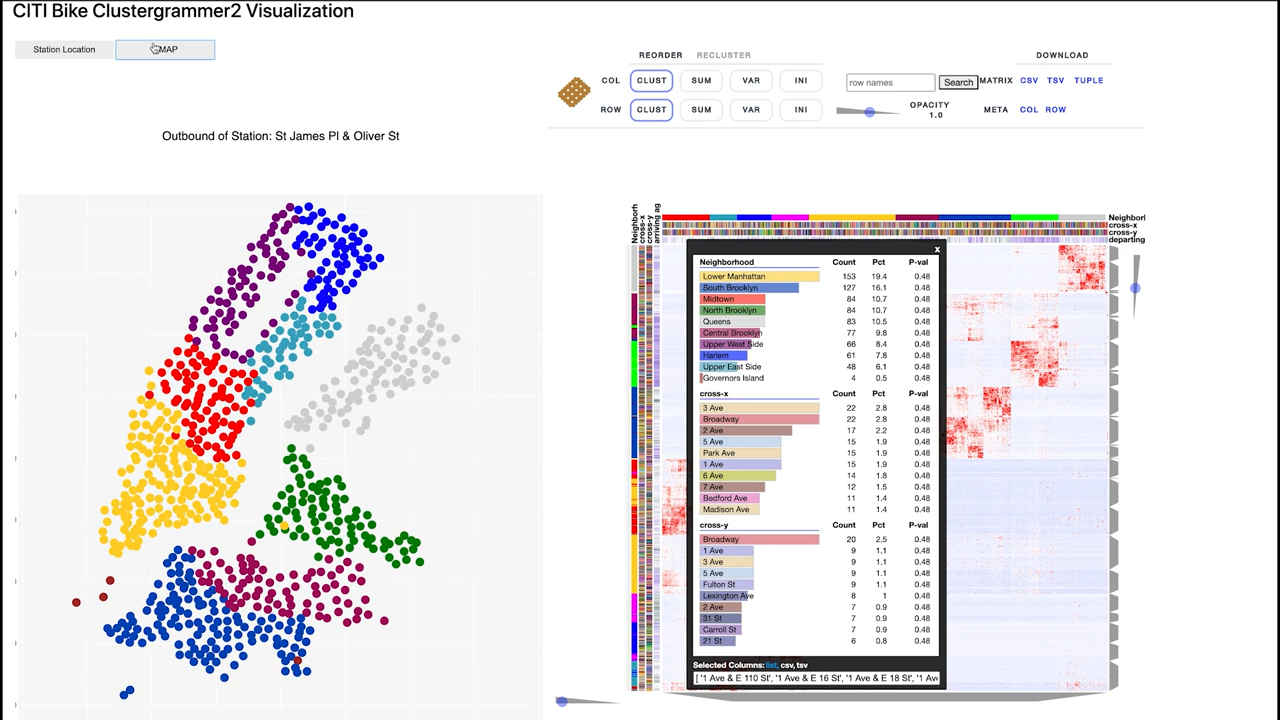 CITI Bike Clustergrammer2 Visualization
Station Location
MAP
REORDER RECLUSTER
DOWNLOAD
COL CLUST SUM VAR INI
row names Search MATRIX CSV TSV TUPLE
ROW CLUST SUM VAR INI
OPACITY
1.0
META COL ROW
Outbound of Station: St James Pl & Oliver St
Neighborh
cross-x
cross-y
arriving ag
Neighborl
cross-x
cross-y
departing
x
Neighborhood Count Pct P-val
Lower Manhattan 153 19.4 0.48
South Brooklyn 127 16.1 0.48
Midtown 84 10.7 0.48
North Brooklyn 84 10.7 0.48
Queens 83 10.5 0.48
Central Brooklyn 77 9.8 0.48
Upper West Side 66 8.4 0.48
Harlem 61 7.8 0.48
Upper East Side 48 6.1 0.48
Governors Island 4 0.5 0.48
cross-x Count Pct P-val
3 Ave 22 2.8 0.48
Broadway 22 2.8 0.48
2 Ave 17 2.2 0.48
5 Ave 15 1.9 0.48
Park Ave 15 1.9 0.48
1 Ave 15 1.9 0.48
6 Ave 14 1.8 0.48
7 Ave 12 1.5 0.48
Bedford Ave 11 1.4 0.48
Madison Ave 11 1.4 0.48
cross-y Count Pct P-val
Broadway 20 2.5 0.48
1 Ave 9 1.1 0.48
3 Ave 9 1.1 0.48
5 Ave 9 1.1 0.48
Fulton St 9 1.1 0.48
Lexington Ave 8 1 0.48
2 Ave 7 0.9 0.48
31 St 7 0.9 0.48
Carroll St 7 0.9 0.48
21 St 6 0.8 0.48
Selected Columns: list, csv, tsv
['1 Ave & E 110 St', '1 Ave & E 16 St', '1 Ave & E 18 St', '1 Ave